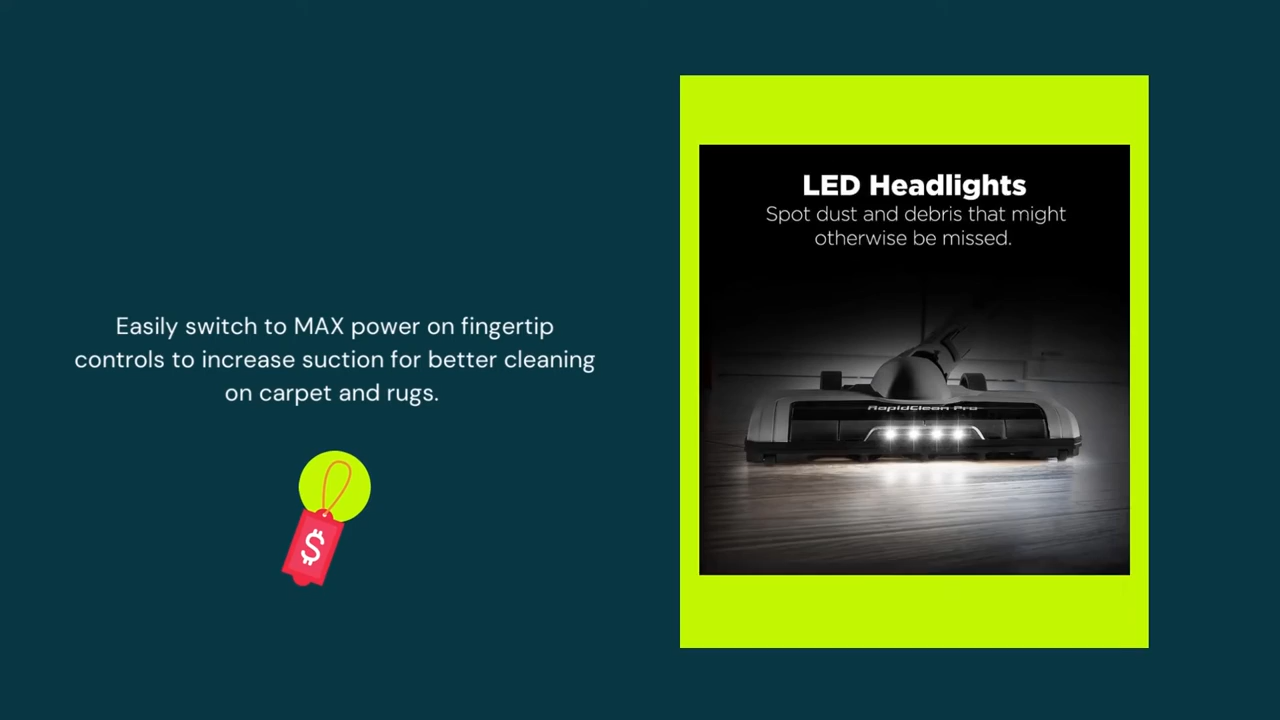 Easily switch to MAX power on fingertip
controls to increase suction for better cleaning
on carpet and rugs.
$
LED Headlights
Spot dust and debris that might
otherwise be missed.
RapidClean Pro